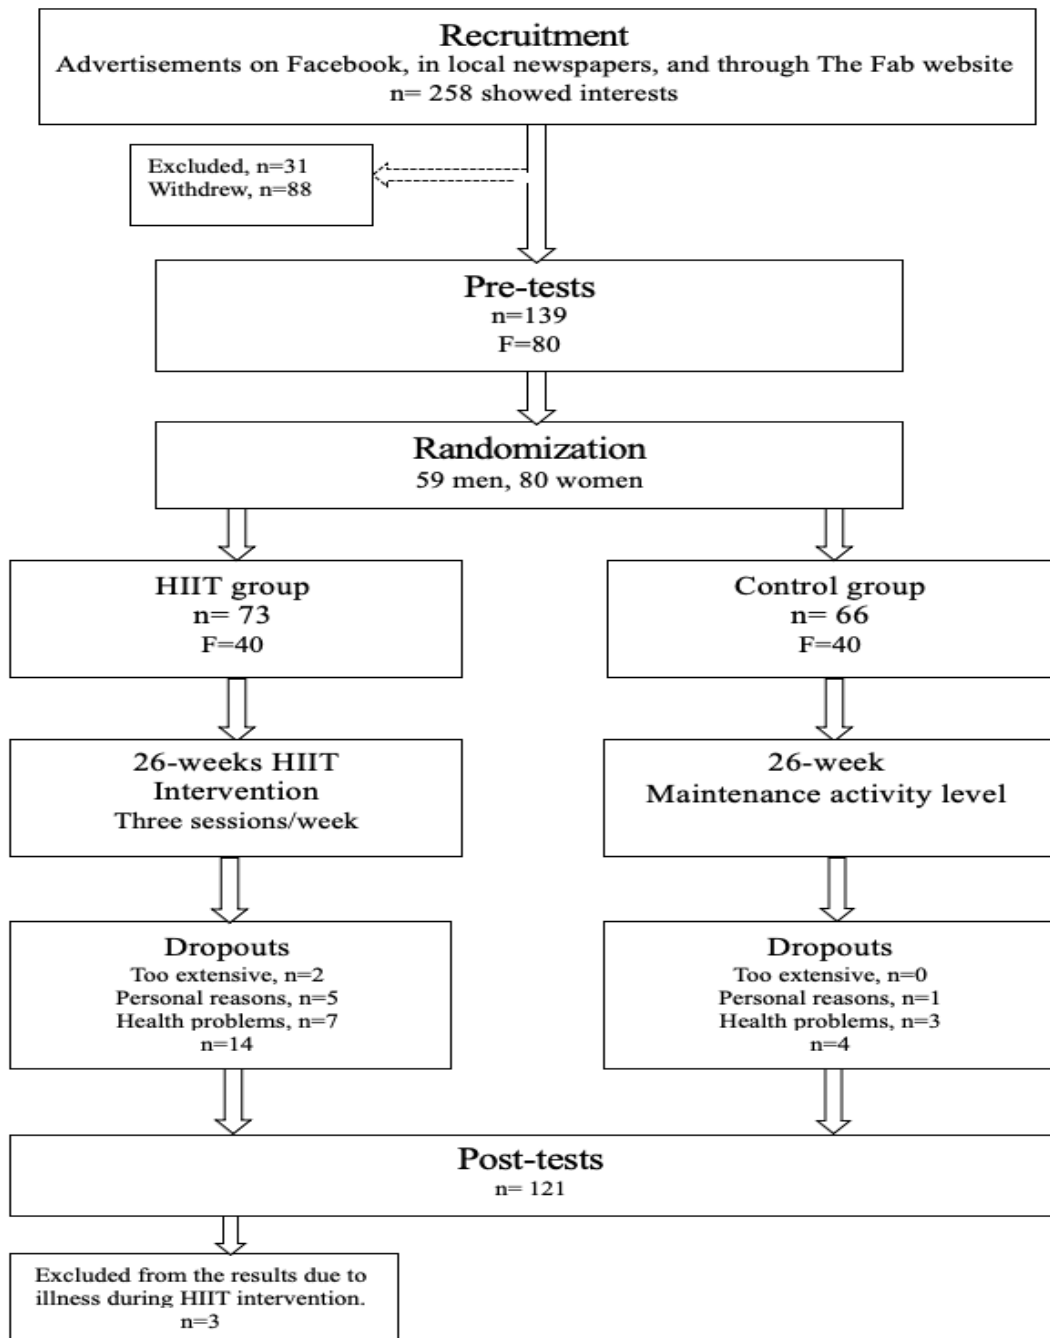 Recruitment
Advertisements on Facebook, in local newspapers, and through The Fab website
n= 258 showed interests
Excluded, n=31
Withdrew, n=88
Pre-tests
n=139
F=80
Randomization
59 men, 80 women
HIIT group
n= 73
F=40
Control group
n= 66
F=40
26-weeks HIIT
Intervention
Three sessions/week
26-week
Maintenance activity level
Dropouts
Too extensive, n=2
Personal reasons, n=5
Health problems, n=7
n=14
Dropouts
Too extensive, n=0
Personal reasons, n=1
Health problems, n=3
n=4
Post-tests
n= 121
Excluded from the results due to
illness during HIIT intervention.
n=3